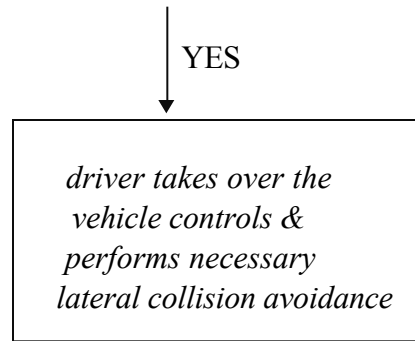 YES
driver takes over the
vehicle controls &
performs necessary
lateral collision avoidance